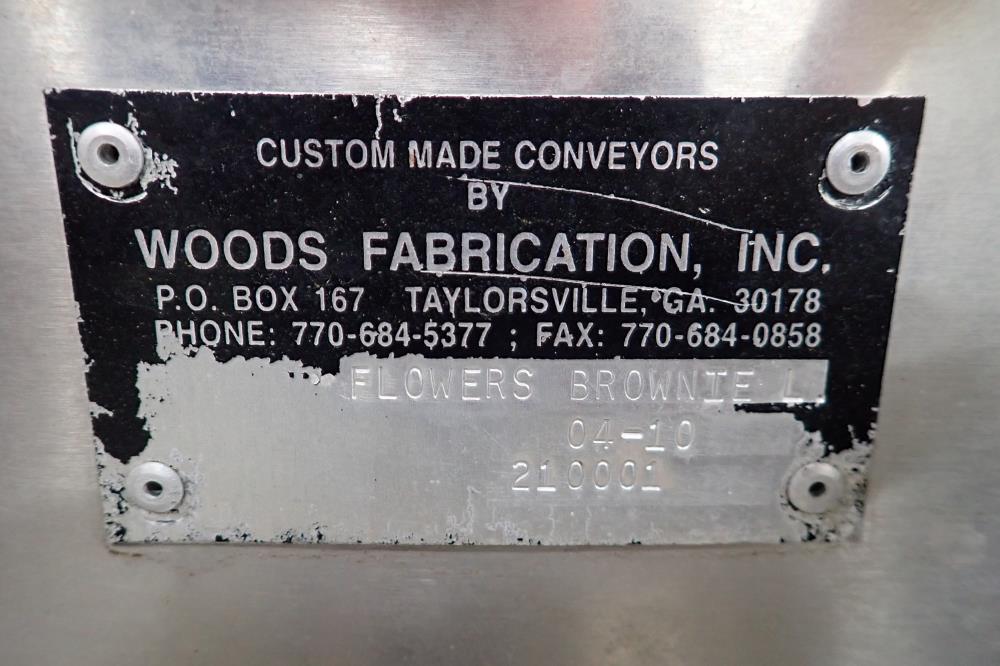 CUSTOM MADE CONVEYORS
BY
WOODS FABRICATION, INC.
P.O. BOX 167 TAYLORSVILLE, GA. 30178
PHONE: 770-684-5377 ; FAX: 770-684-0858
FLOWERS BROWNIE L.
04-10
210001